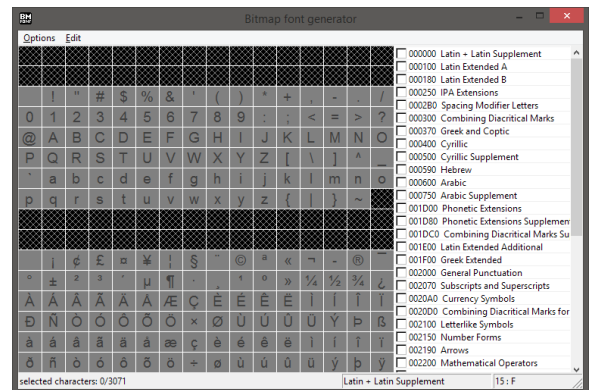 BM
FONT
Bitmap font generator
Options Edit
! " # $ % & ' ( ) * + , - . /
0 1 2 3 4 5 6 7 8 9 : ; < = > ?
@ A B C D E F G H I J K L M N O
P Q R S T U V W X Y Z [ \ ] ^ _
` a b c d e f g h i j k l m n o
p q r s t u v w x y z { | } ~
¡ ¢ £ ¤ ¥ ¦ § ¨ © ª « ¬ - ® ¯
° ± ² ³ ´ µ ¶ · ¸ ¹ º » ¼ ½ ¾ ¿
À Á Â Ã Ä Å Æ Ç È É Ê Ë Ì Í Î Ï
Ð Ñ Ò Ó Ô Õ Ö × Ø Ù Ú Û Ü Ý Þ ß
à á â ã ä å æ ç è é ê ë ì í î ï
ð ñ ò ó ô õ ö ÷ ø ù ú û ü ý þ ÿ
000000 Latin + Latin Supplement
000100 Latin Extended A
000180 Latin Extended B
000250 IPA Extensions
0002B0 Spacing Modifier Letters
000300 Combining Diacritical Marks
000370 Greek and Coptic
000400 Cyrillic
000500 Cyrillic Supplement
000590 Hebrew
000600 Arabic
000750 Arabic Supplement
001D00 Phonetic Extensions
001D80 Phonetic Extensions Supplemen
001DC0 Combining Diacritical Marks Su
001E00 Latin Extended Additional
001F00 Greek Extended
002000 General Punctuation
002070 Subscripts and Superscripts
0020A0 Currency Symbols
0020D0 Combining Diacritical Marks for
002100 Letterlike Symbols
002150 Number Forms
002190 Arrows
002200 Mathematical Operators
selected characters: 0/3071
Latin + Latin Supplement
15 : F